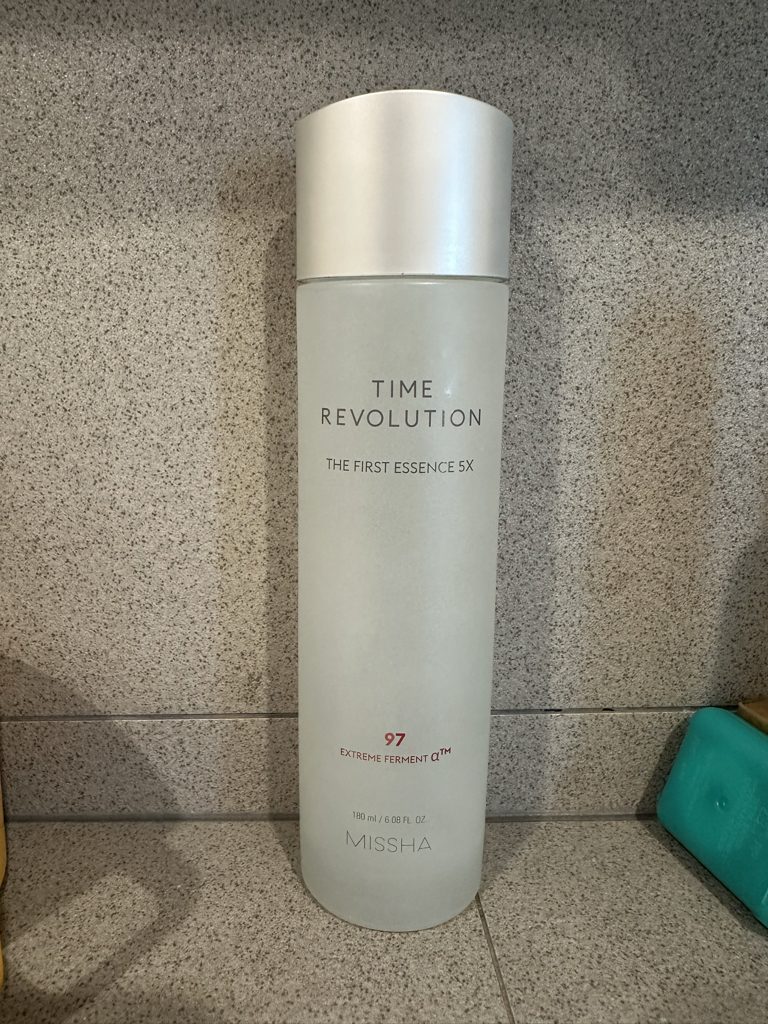 TIME
REVOLUTION
THE FIRST ESSENCE 5X
97
EXTREME FERMENT α™
180 ml / 6.08 FL. OZ.
MISSHA